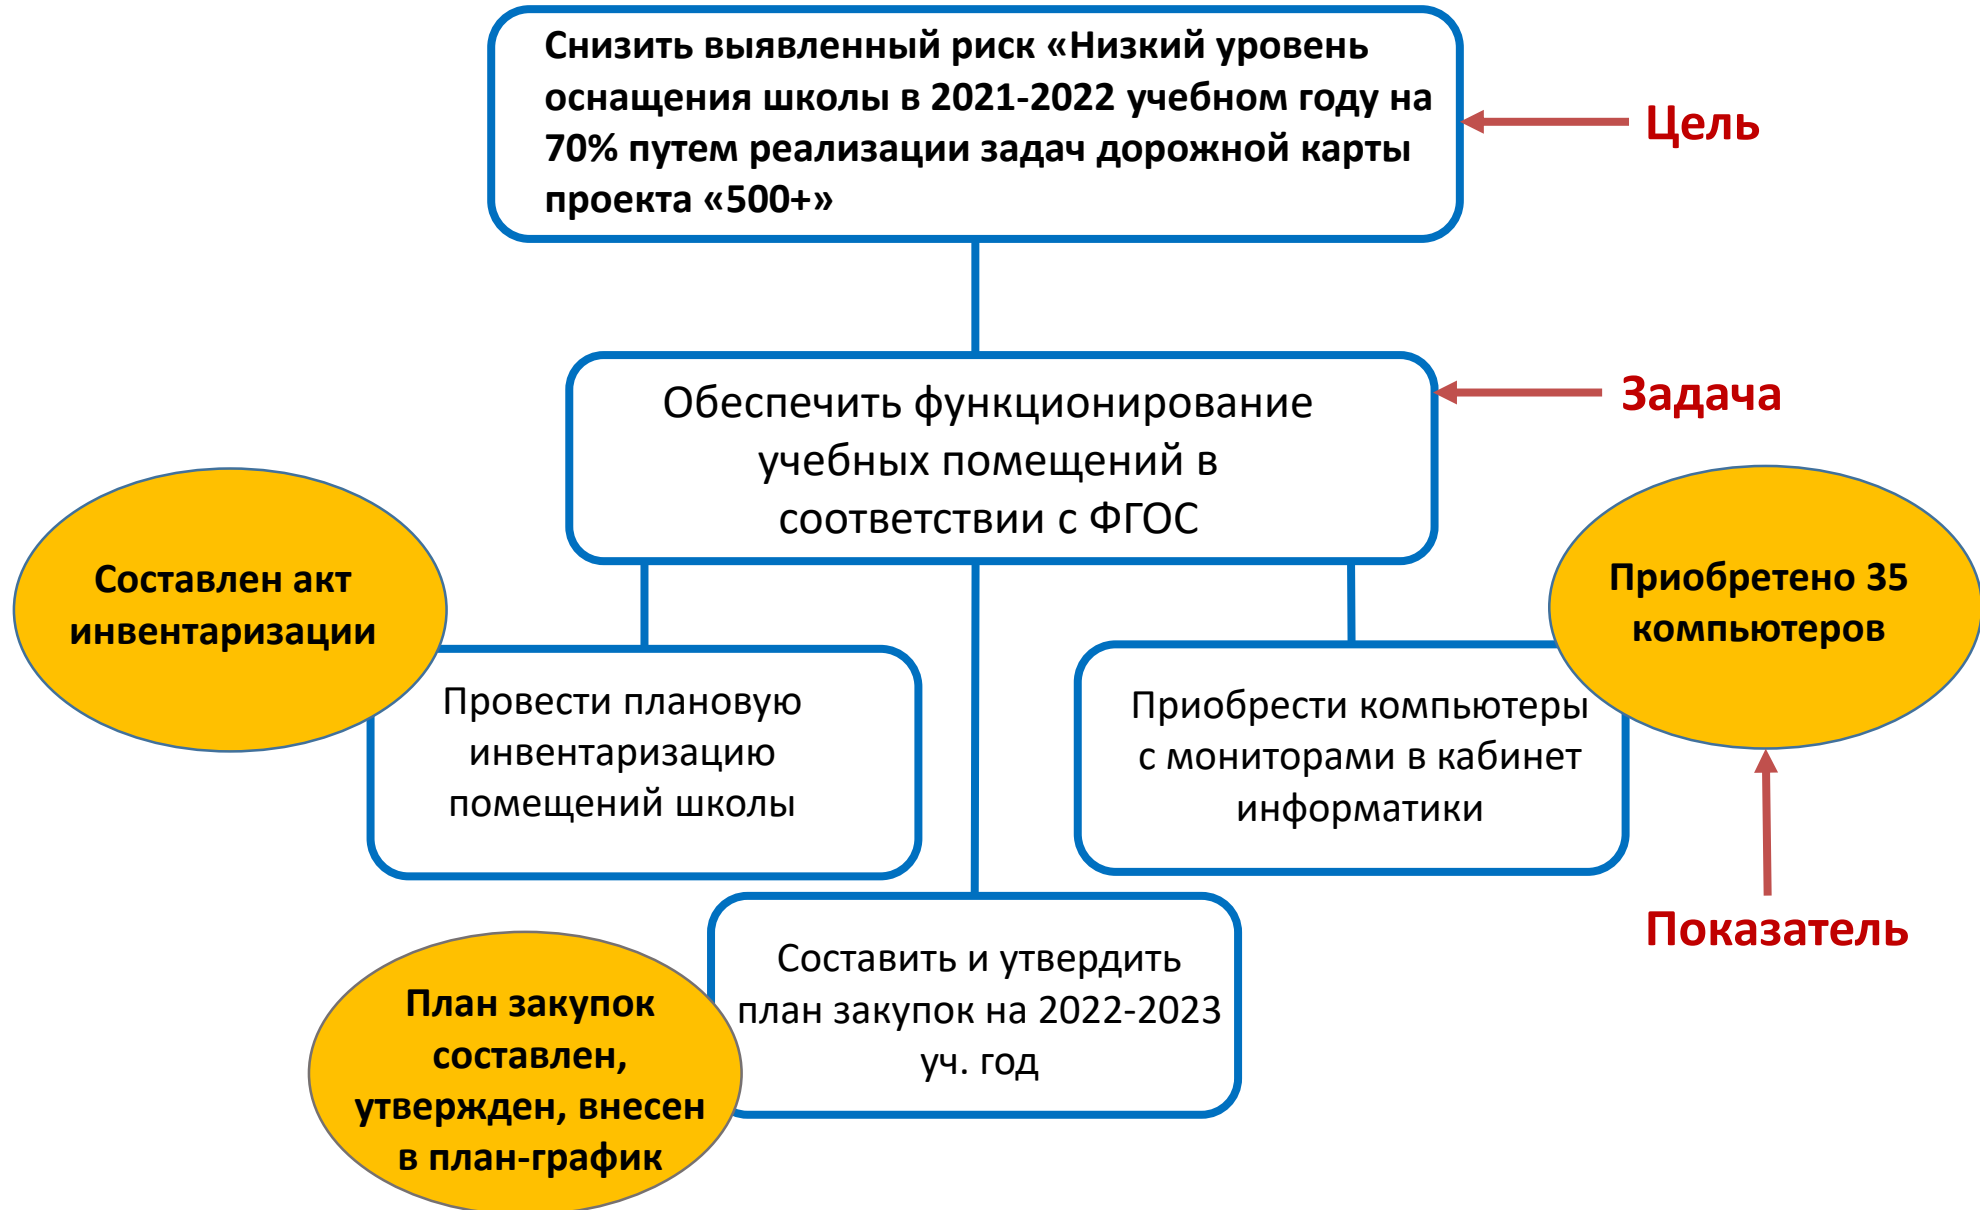 Снизить выявленный риск «Низкий уровень
оснащения школы в 2021-2022 учебном году на
70% путем реализации задач дорожной карты
проекта «500+»
Цель
Обеспечить функционирование
учебных помещений в
соответствии с ФГОС
Задача
Составлен акт
инвентаризации
Приобретено 35
компьютеров
Провести плановую
инвентаризацию
помещений школы
Приобрести компьютеры
с мониторами в кабинет
информатики
Показатель
Составить и утвердить
план закупок на 2022-2023
уч. год
План закупок
составлен,
утвержден, внесен
в план-график